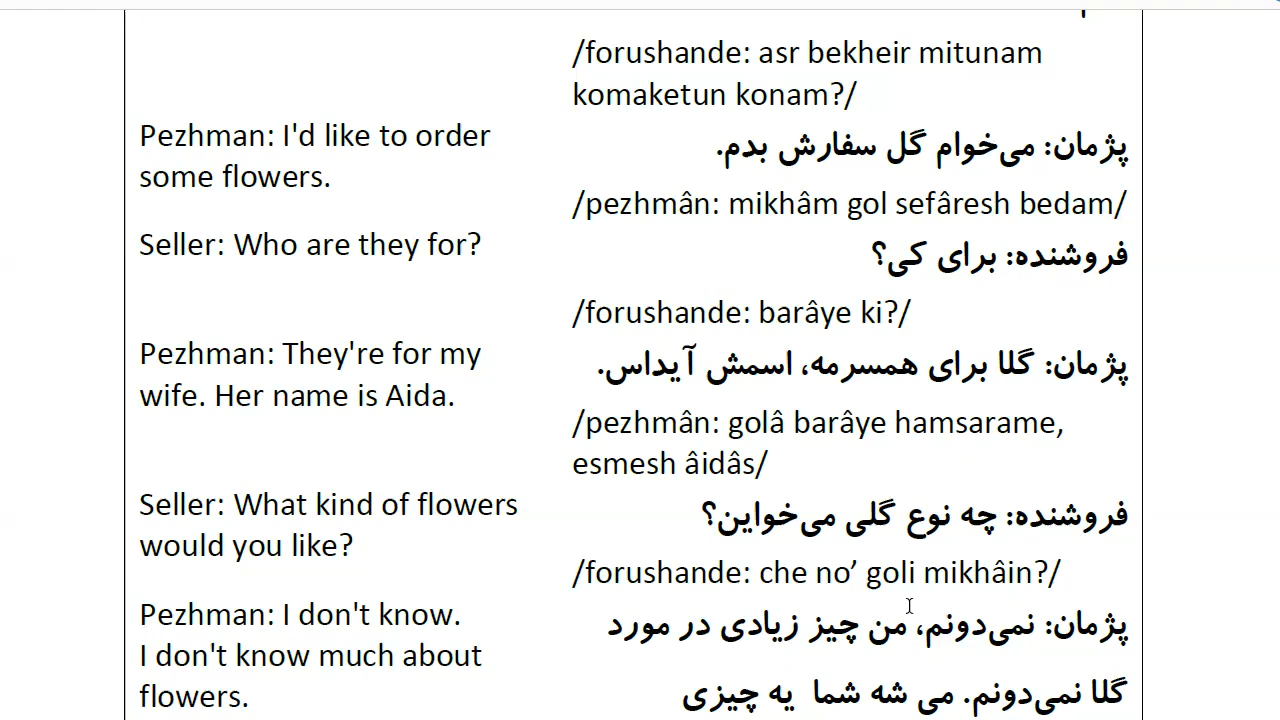 /forushande: asr bekheir mitunam
komaketun konam?/
Pezhman: I'd like to order
some flowers.
پژمان: می‌خوام گل سفارش بدم.
/pezhmân: mikhâm gol sefâresh bedam/
Seller: Who are they for?
فروشنده: برای کی؟
/forushande: barâye ki?/
Pezhman: They're for my
wife. Her name is Aida.
پژمان: گلا برای همسرمه، اسمش آیداس.
/pezhmân: golâ barâye hamsarame,
esmesh âidâs/
Seller: What kind of flowers
would you like?
فروشنده: چه نوع گلی می‌خواین؟
/forushande: che no’ goli mikhâin?/
Pezhman: I don't know.
I don't know much about
flowers.
پژمان: نمی‌دونم، من چیز زیادی در مورد
گلا نمی‌دونم. می شه شما  یه چیزی